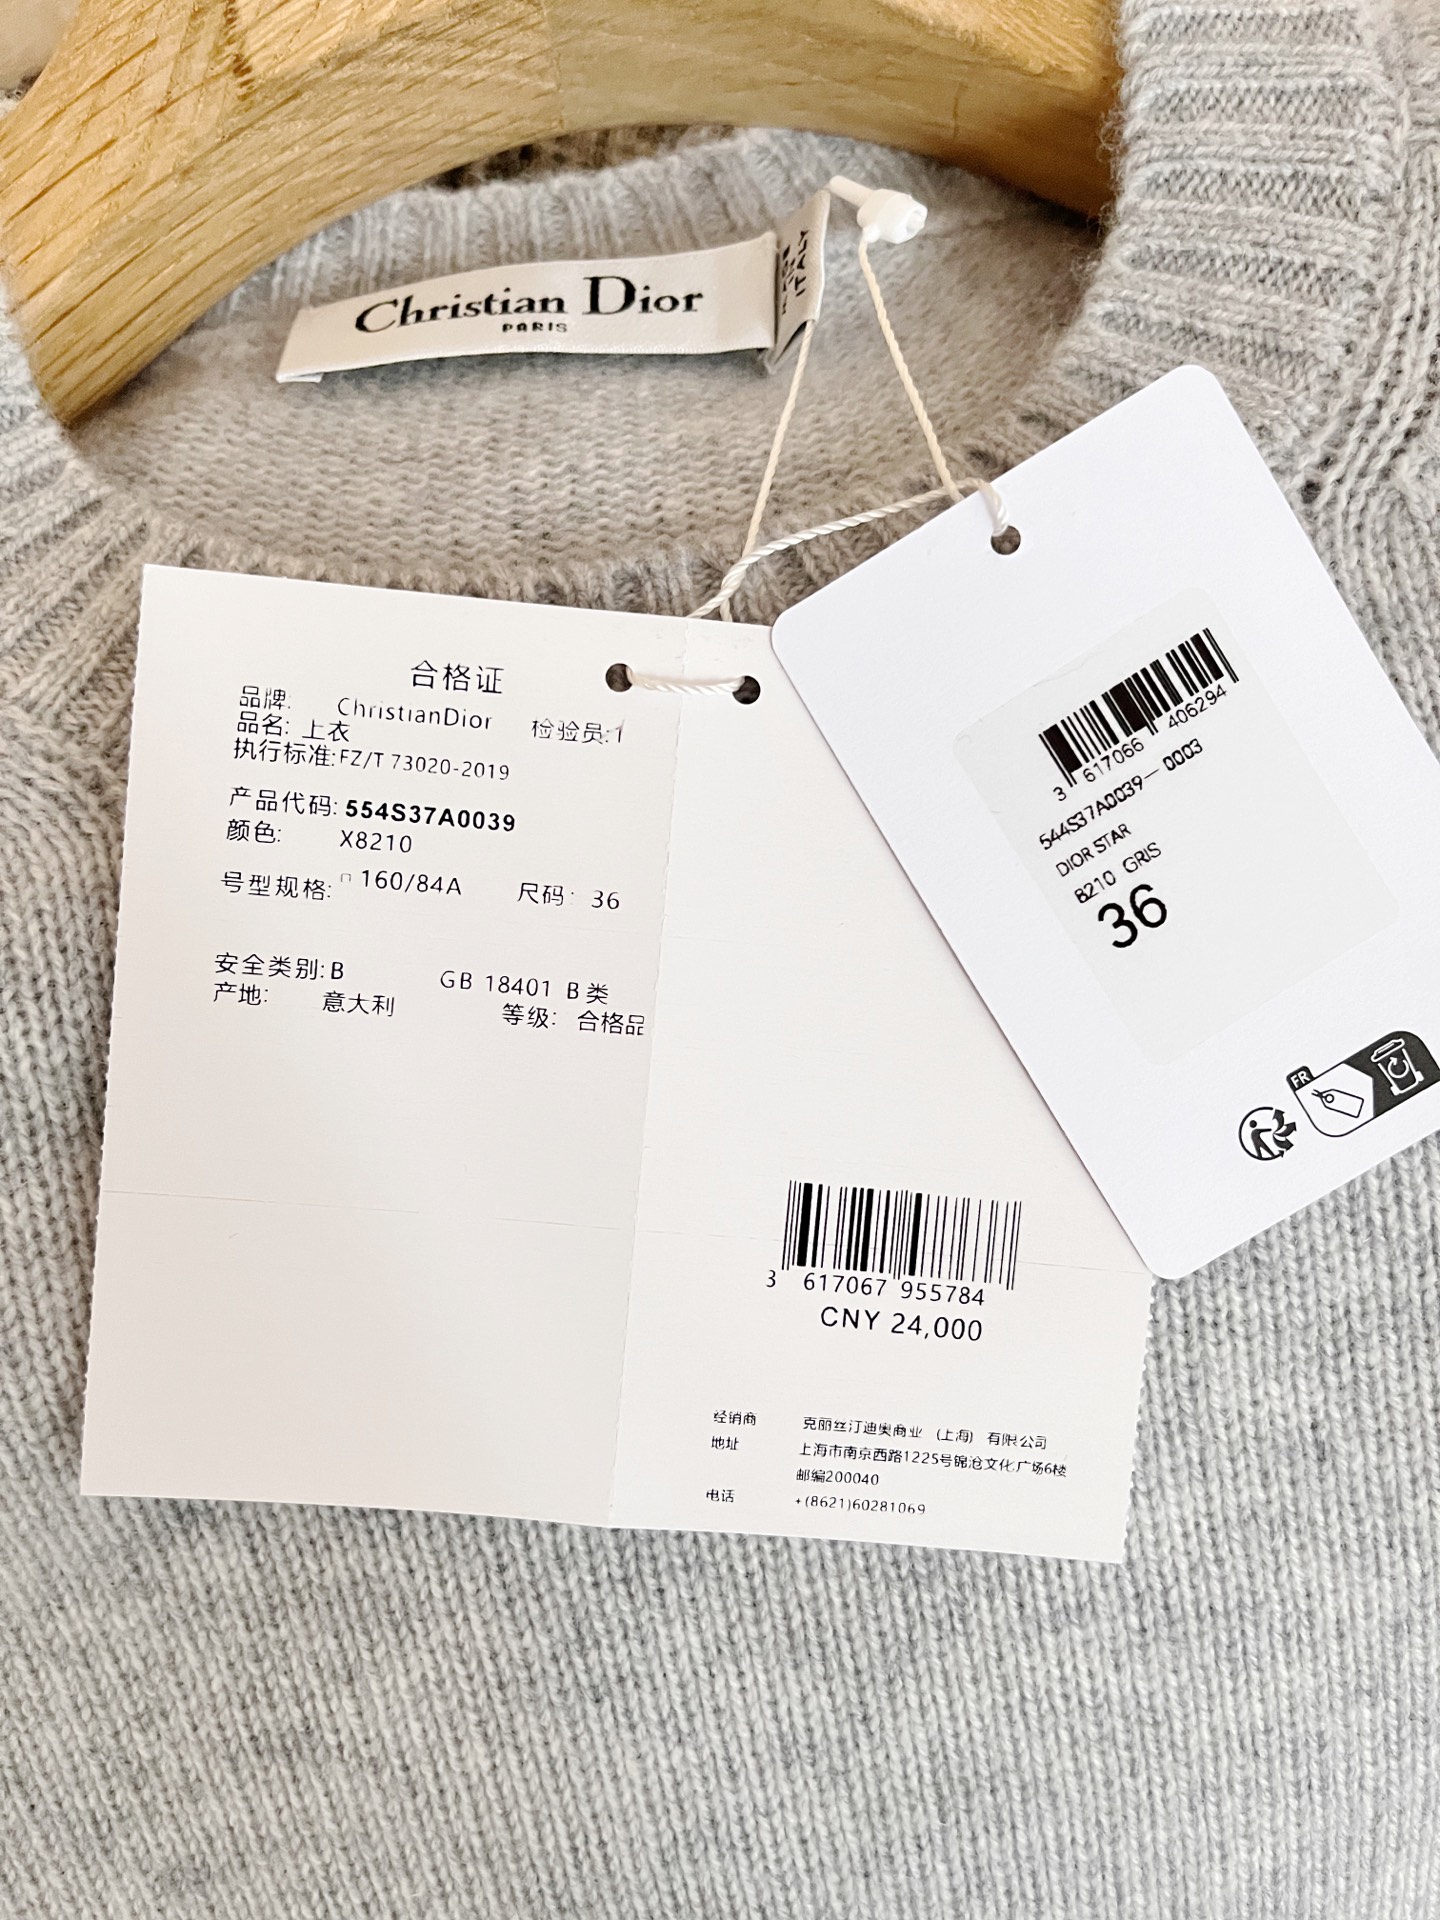 Christian Dior
PARIS
ITALY
合格证
品牌: ChristianDior 检验员:1
品名: 上衣
执行标准:FZ/T 73020-2019
产品代码: 554S37A0039
颜色: X8210
号型规格: 160/84A 尺码: 36
安全类别:B GB 18401 B 类
产地: 意大利 等级: 合格品
3 617067 955784
CNY 24,000
经销商 克丽丝汀迪奥商业 (上海) 有限公司
地址 上海市南京西路1225号锦沧文化广场6楼
邮编200040
电话 +(8621)60281069
3 617066 406294
544S37A0039- 0003
DIOR STAR
8210 GRIS
36
FR